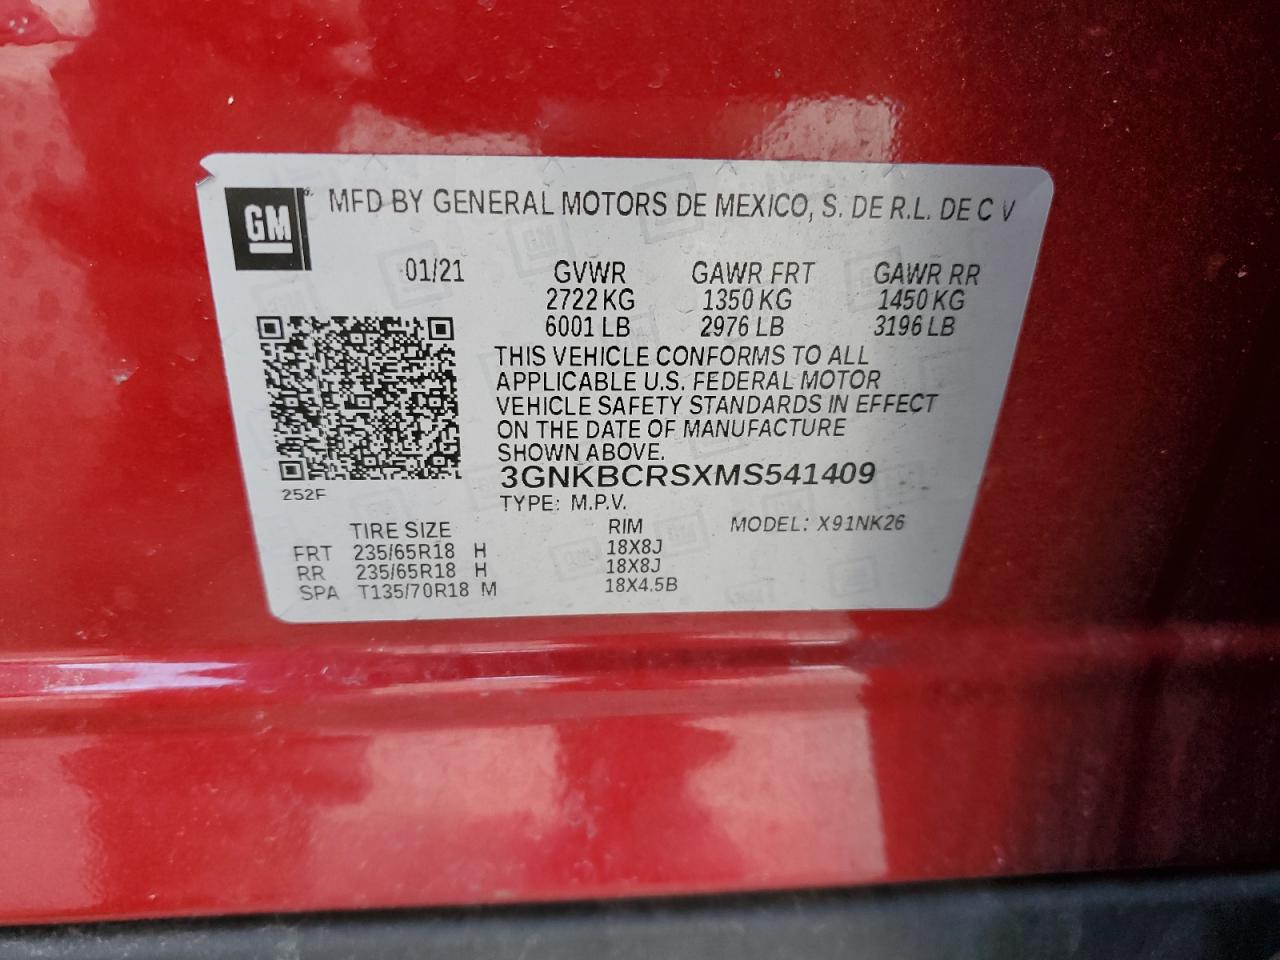 GM
MFD BY GENERAL MOTORS DE MEXICO, S. DE R.L. DE C V
01/21 GVWR GAWR FRT GAWR RR
2722 KG 1350 KG 1450 KG
6001 LB 2976 LB 3196 LB
THIS VEHICLE CONFORMS TO ALL
APPLICABLE U.S. FEDERAL MOTOR
VEHICLE SAFETY STANDARDS IN EFFECT
ON THE DATE OF MANUFACTURE
SHOWN ABOVE.
3GNKBCRSXMS541409
252F
TYPE: M.P.V.
TIRE SIZE RIM MODEL: X91NK26
FRT 235/65R18 H 18X8J
RR 235/65R18 H 18X8J
SPA T135/70R18 M 18X4.5B